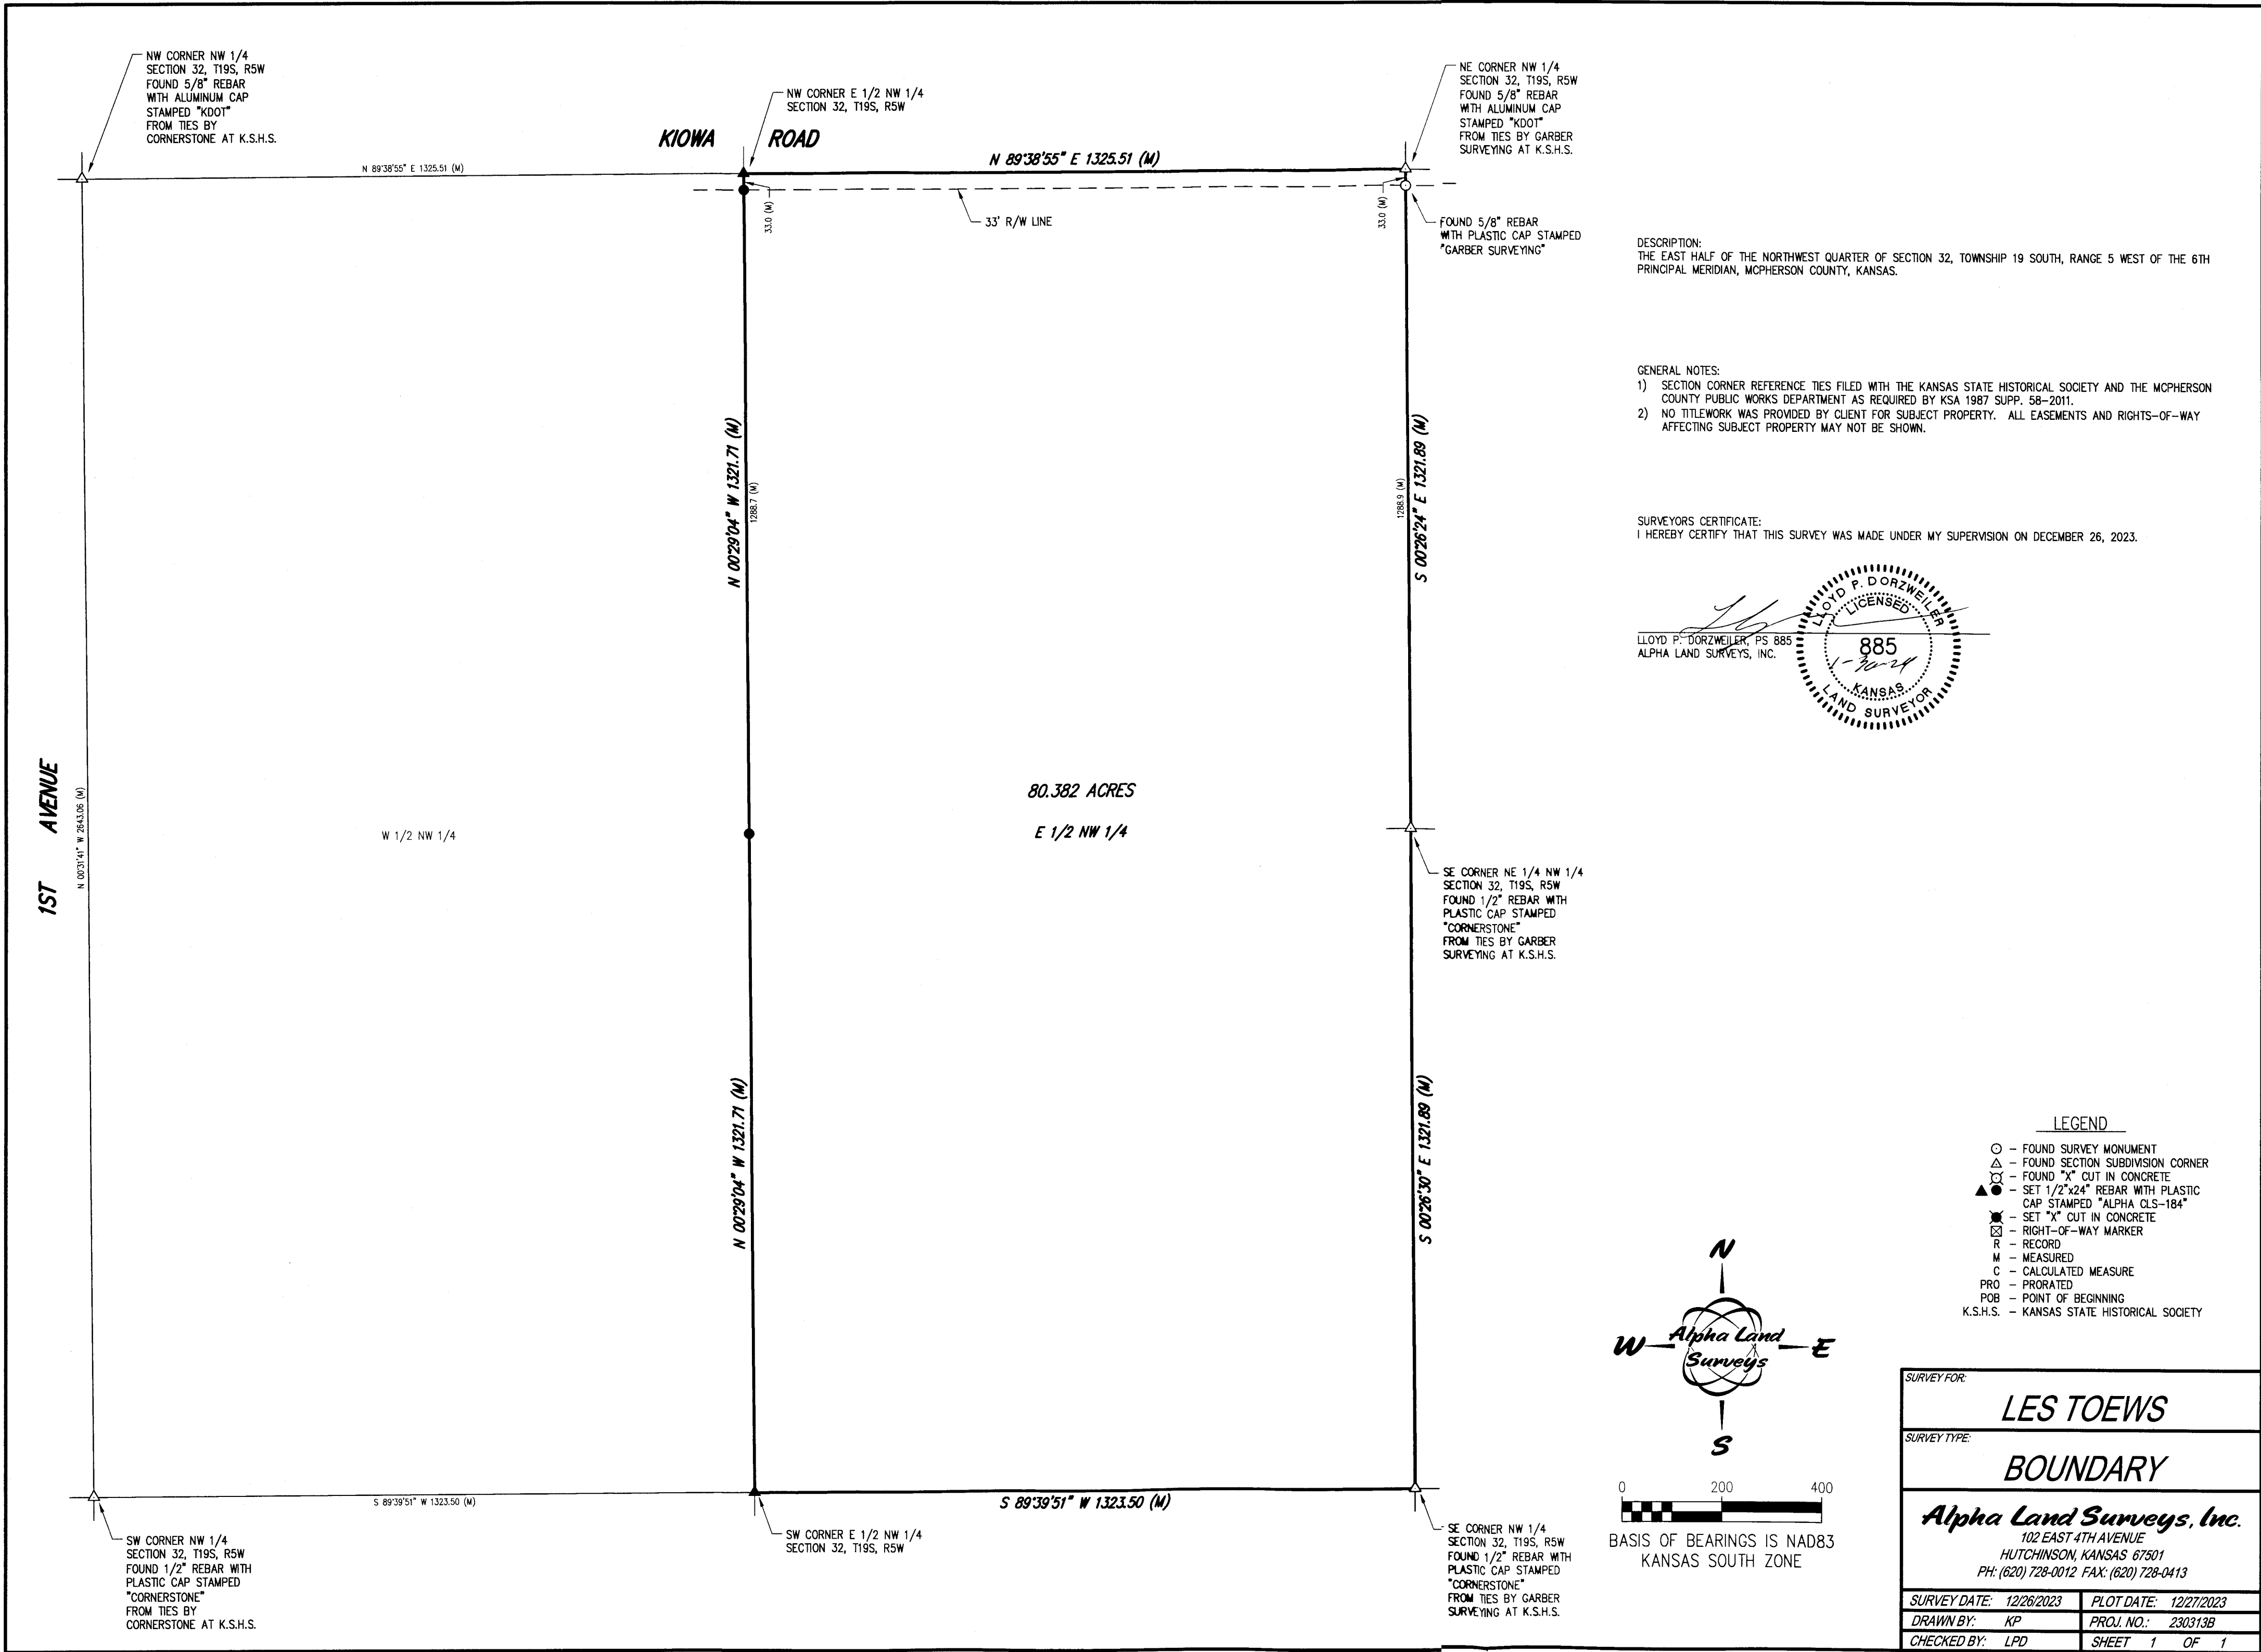 NW CORNER NW 1/4
SECTION 32, T19S, R5W
FOUND 5/8" REBAR
WITH ALUMINUM CAP
STAMPED "KDOT"
FROM TIES BY
CORNERSTONE AT K.S.H.S.
NW CORNER E 1/2 NW 1/4
SECTION 32, T19S, R5W
NE CORNER NW 1/4
SECTION 32, T19S, R5W
FOUND 5/8" REBAR
WITH ALUMINUM CAP
STAMPED "KDOT"
FROM TIES BY GARBER
SURVEYING AT K.S.H.S.
KIOWA ROAD
N 89°38'55" E 1325.51 (M)
N 89°38'55" E 1325.51 (M)
33.0 (M)
33' R/W LINE
33.0 (M)
FOUND 5/8" REBAR
WITH PLASTIC CAP STAMPED
"GARBER SURVEYING"
DESCRIPTION:
THE EAST HALF OF THE NORTHWEST QUARTER OF SECTION 32, TOWNSHIP 19 SOUTH, RANGE 5 WEST OF THE 6TH
PRINCIPAL MERIDIAN, MCPHERSON COUNTY, KANSAS.
GENERAL NOTES:
1) SECTION CORNER REFERENCE TIES FILED WITH THE KANSAS STATE HISTORICAL SOCIETY AND THE MCPHERSON
COUNTY PUBLIC WORKS DEPARTMENT AS REQUIRED BY KSA 1987 SUPP. 58-2011.
2) NO TITLEWORK WAS PROVIDED BY CLIENT FOR SUBJECT PROPERTY. ALL EASEMENTS AND RIGHTS-OF-WAY
AFFECTING SUBJECT PROPERTY MAY NOT BE SHOWN.
N 00°29'04" W 1321.71 (M)
1288.7 (M)
1288.9 (M)
S 00°26'24" E 1321.89 (M)
SURVEYORS CERTIFICATE:
I HEREBY CERTIFY THAT THIS SURVEY WAS MADE UNDER MY SUPERVISION ON DECEMBER 26, 2023.
LLOYD P. DORZWEILER, PS 885
ALPHA LAND SURVEYS, INC.
LLOYD P. DORZWEILER
LICENSED
885
1-30-24
KANSAS
LAND SURVEYOR
1ST AVENUE
N 00°31'41" W 2643.06 (M)
W 1/2 NW 1/4
80.382 ACRES
E 1/2 NW 1/4
SE CORNER NE 1/4 NW 1/4
SECTION 32, T19S, R5W
FOUND 1/2" REBAR WITH
PLASTIC CAP STAMPED
"CORNERSTONE"
FROM TIES BY GARBER
SURVEYING AT K.S.H.S.
N 00°29'04" W 1321.71 (M)
S 00°26'30" E 1321.89 (M)
LEGEND
- FOUND SURVEY MONUMENT
- FOUND SECTION SUBDIVISION CORNER
- FOUND "X" CUT IN CONCRETE
- SET 1/2"x24" REBAR WITH PLASTIC
CAP STAMPED "ALPHA CLS-184"
- SET "X" CUT IN CONCRETE
- RIGHT-OF-WAY MARKER
R - RECORD
M - MEASURED
C - CALCULATED MEASURE
PRO - PRORATED
POB - POINT OF BEGINNING
K.S.H.S. - KANSAS STATE HISTORICAL SOCIETY
N
W Alpha Land E
Surveys
S
0 200 400
BASIS OF BEARINGS IS NAD83
KANSAS SOUTH ZONE
S 89°39'51" W 1323.50 (M)
S 89°39'51" W 1323.50 (M)
SW CORNER NW 1/4
SECTION 32, T19S, R5W
FOUND 1/2" REBAR WITH
PLASTIC CAP STAMPED
"CORNERSTONE"
FROM TIES BY
CORNERSTONE AT K.S.H.S.
SW CORNER E 1/2 NW 1/4
SECTION 32, T19S, R5W
SE CORNER NW 1/4
SECTION 32, T19S, R5W
FOUND 1/2" REBAR WITH
PLASTIC CAP STAMPED
"CORNERSTONE"
FROM TIES BY GARBER
SURVEYING AT K.S.H.S.
SURVEY FOR:
LES TOEWS
SURVEY TYPE:
BOUNDARY
Alpha Land Surveys, Inc.
102 EAST 4TH AVENUE
HUTCHINSON, KANSAS 67501
PH: (620) 728-0012 FAX: (620) 728-0413
SURVEY DATE: 12/26/2023 PLOT DATE: 12/27/2023
DRAWN BY: KP PROJ. NO.: 230313B
CHECKED BY: LPD SHEET 1 OF 1